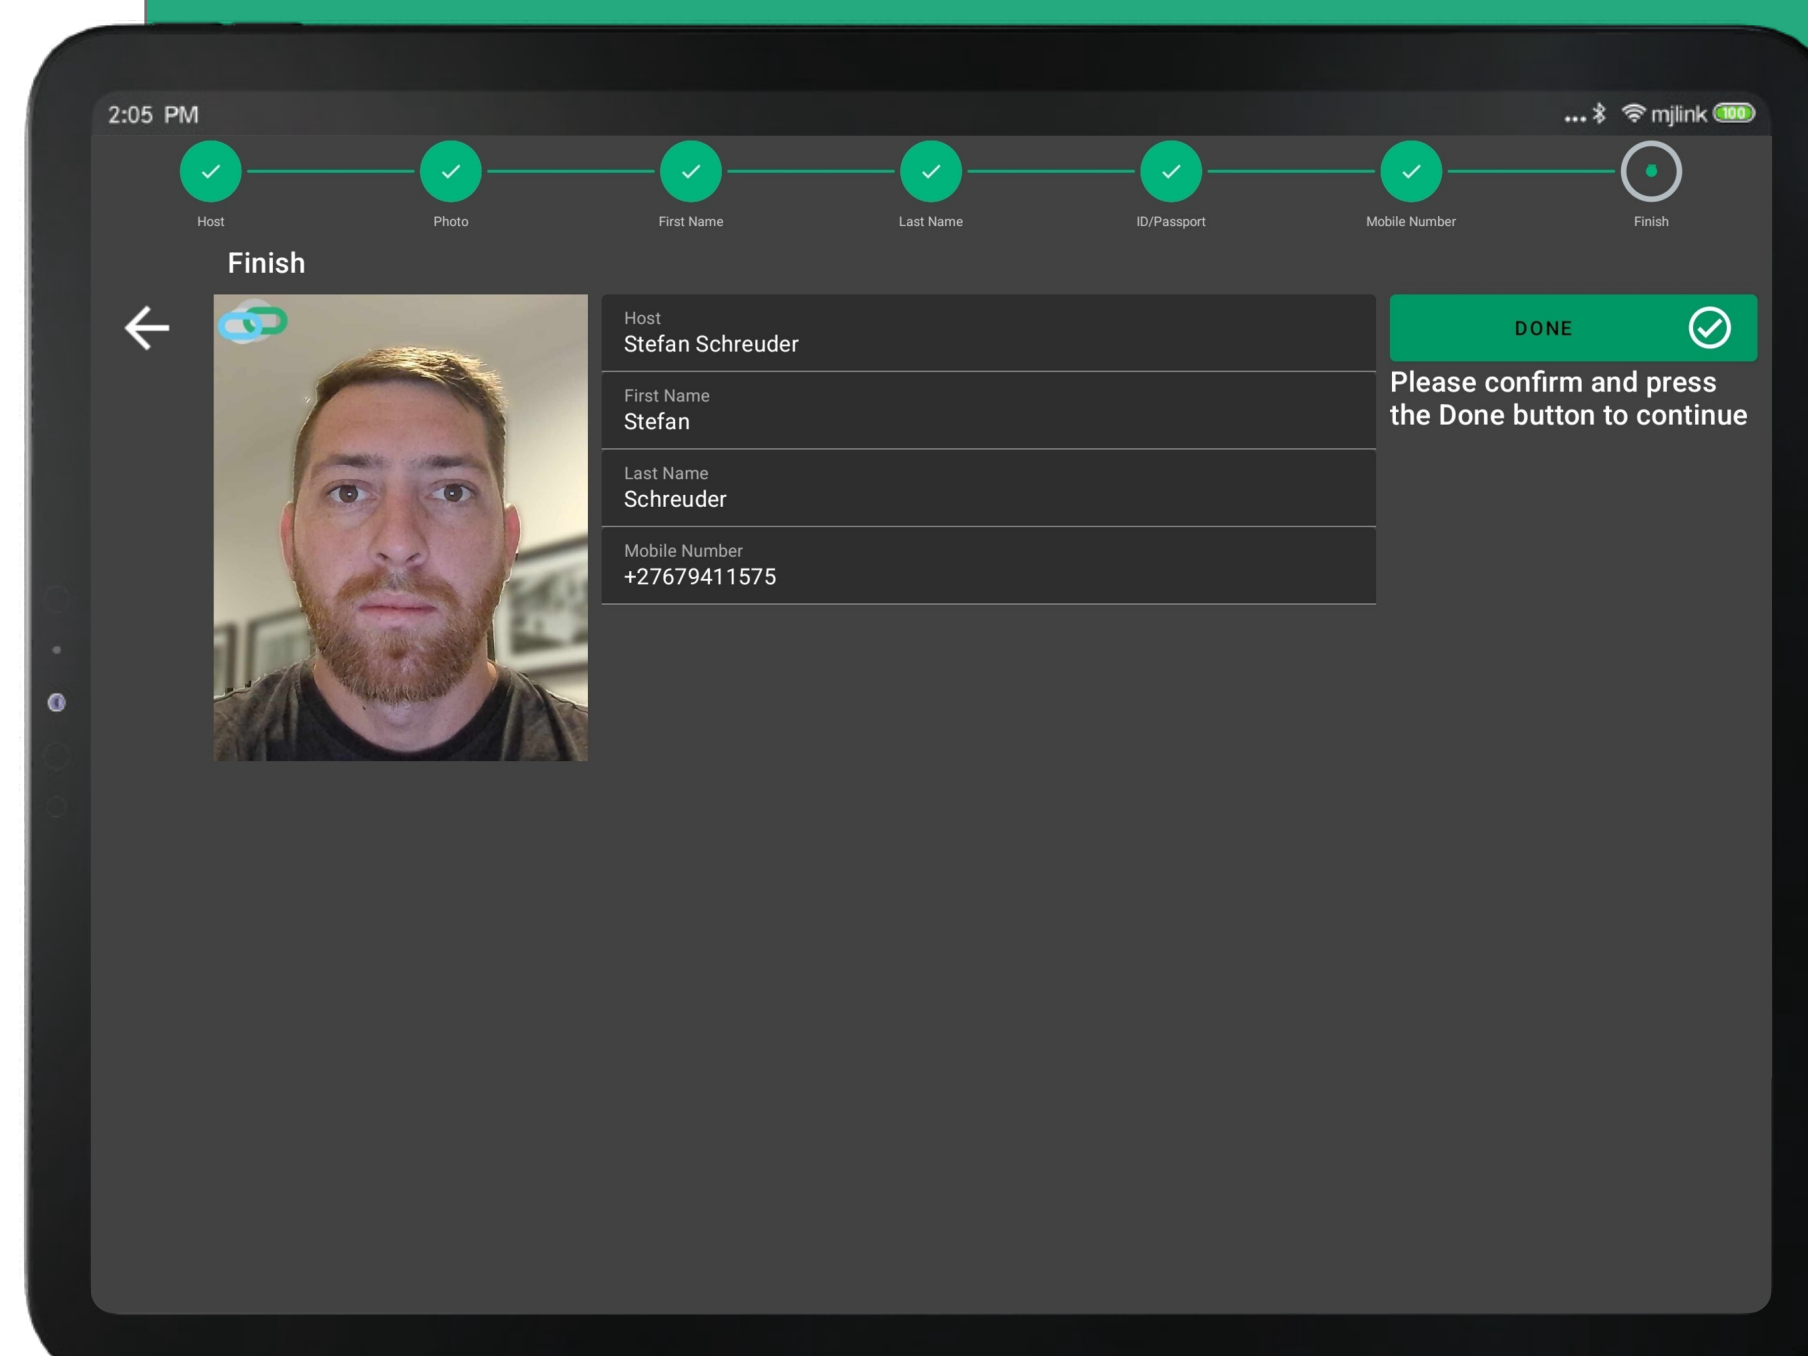 2:05 PM
... mjlink 100
Host
Photo
First Name
Last Name
ID/Passport
Mobile Number
Finish
Finish
Host
Stefan Schreuder
First Name
Stefan
Last Name
Schreuder
Mobile Number
+27679411575
DONE
Please confirm and press
the Done button to continue